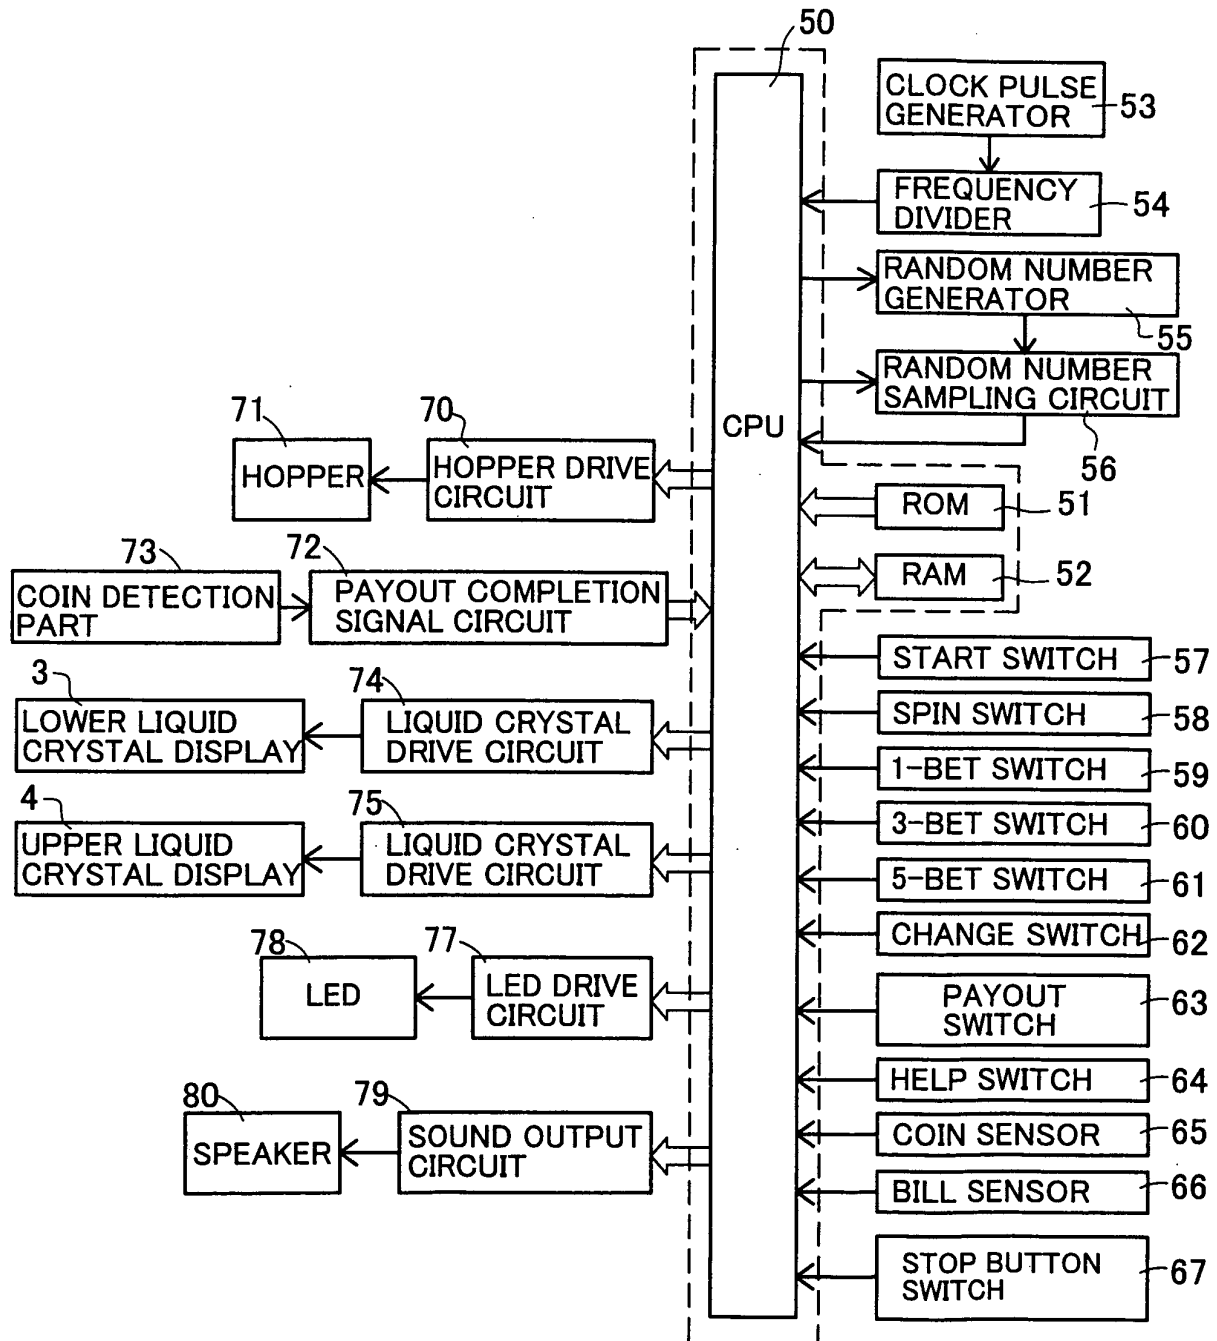 50
CLOCK PULSE
GENERATOR
53
FREQUENCY
DIVIDER
54
RANDOM NUMBER
GENERATOR
55
RANDOM NUMBER
SAMPLING CIRCUIT
56
CPU
71
HOPPER
70
HOPPER DRIVE
CIRCUIT
ROM
51
RAM
52
73
COIN DETECTION
PART
72
PAYOUT COMPLETION
SIGNAL CIRCUIT
3
LOWER LIQUID
CRYSTAL DISPLAY
74
LIQUID CRYSTAL
DRIVE CIRCUIT
4
UPPER LIQUID
CRYSTAL DISPLAY
75
LIQUID CRYSTAL
DRIVE CIRCUIT
78
LED
77
LED DRIVE
CIRCUIT
80
SPEAKER
79
SOUND OUTPUT
CIRCUIT
START SWITCH
57
SPIN SWITCH
58
1-BET SWITCH
59
3-BET SWITCH
60
5-BET SWITCH
61
CHANGE SWITCH
62
PAYOUT
SWITCH
63
HELP SWITCH
64
COIN SENSOR
65
BILL SENSOR
66
STOP BUTTON
SWITCH
67